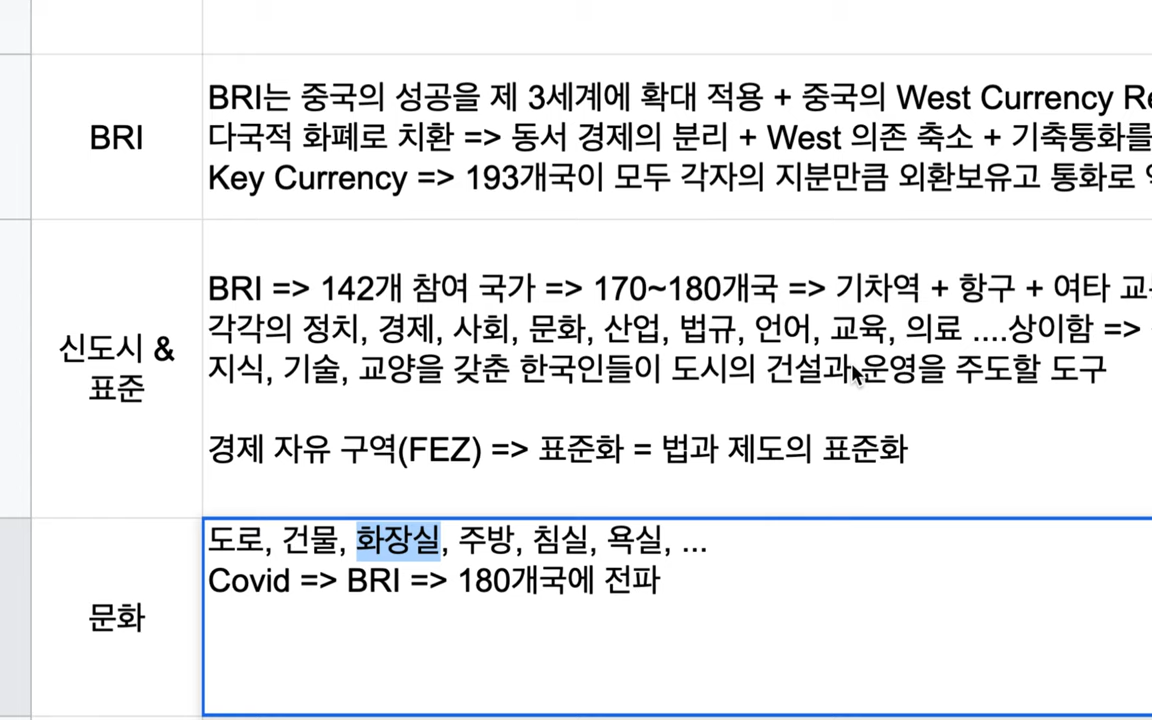 BRI
BRI는 중국의 성공을 제 3세계에 확대 적용 + 중국의 West Currency
다국적 화폐로 치환 => 동서 경제의 분리 + West 의존 축소 + 기축통화를
Key Currency => 193개국이 모두 각자의 지분만큼 외환보유고 통화로
신도시 &
표준
BRI => 142개 참여 국가 => 170~180개국 => 기차역 + 항구 + 여타
각각의 정치, 경제, 사회, 문화, 산업, 법규, 언어, 교육, 의료 ....상이함 =>
지식, 기술, 교양을 갖춘 한국인들이 도시의 건설과 운영을 주도할 도구
경제 자유 구역(FEZ) => 표준화 = 법과 제도의 표준화
문화
도로, 건물, 화장실, 주방, 침실, 욕실, ...
Covid => BRI => 180개국에 전파